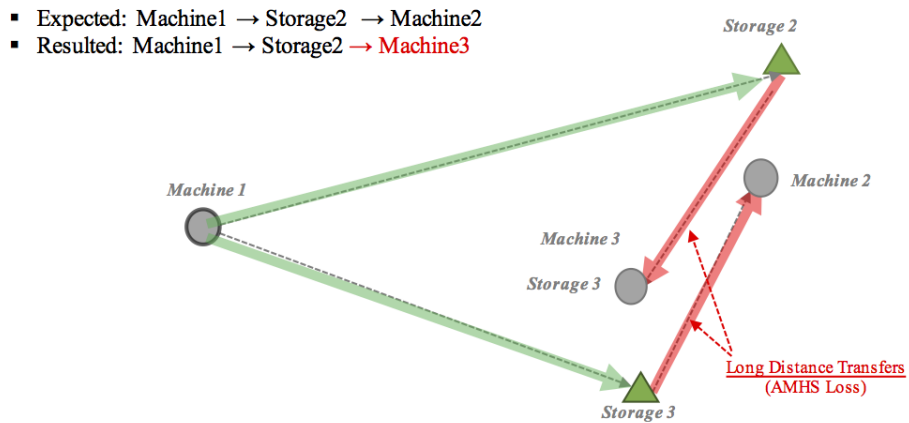 ▪ Expected: Machine1 → Storage2 → Machine2
▪ Resulted: Machine1 → Storage2 → Machine3
Storage 2
Machine 1
Machine 2
Machine 3
Storage 3
Long Distance Transfers
(AMHS Loss)
Storage 3